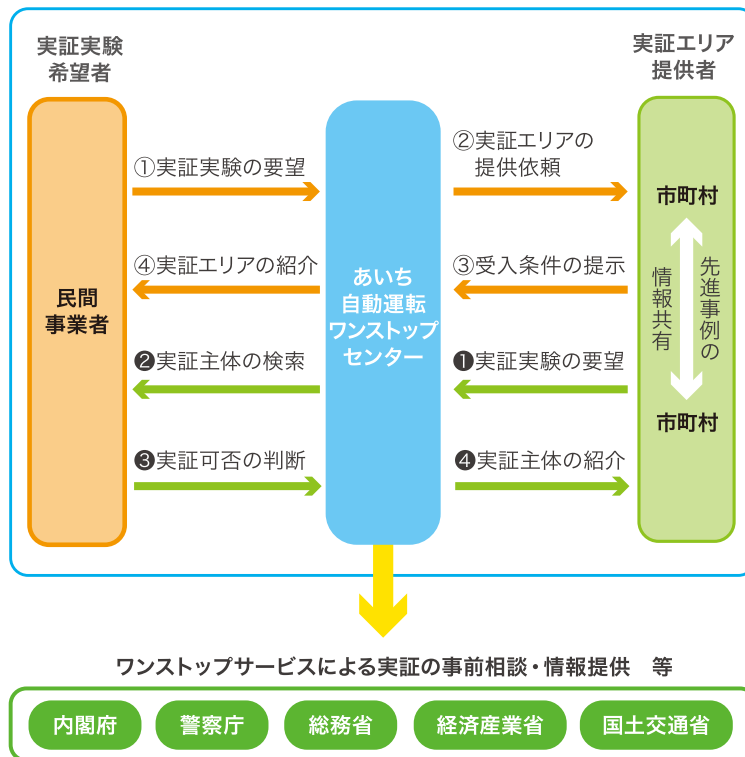 実証実験
希望者
実証エリア
提供者
①実証実験の要望
②実証エリアの
提供依頼
市町村
④実証エリアの紹介
③受入条件の提示
民間
事業者
あいち
自動運転
ワンストップ
センター
先進事例の
情報共有
❷実証主体の検索
❶実証実験の要望
市町村
❸実証可否の判断
❹実証主体の紹介
ワンストップサービスによる実証の事前相談・情報提供　等
内閣府
警察庁
総務省
経済産業省
国土交通省